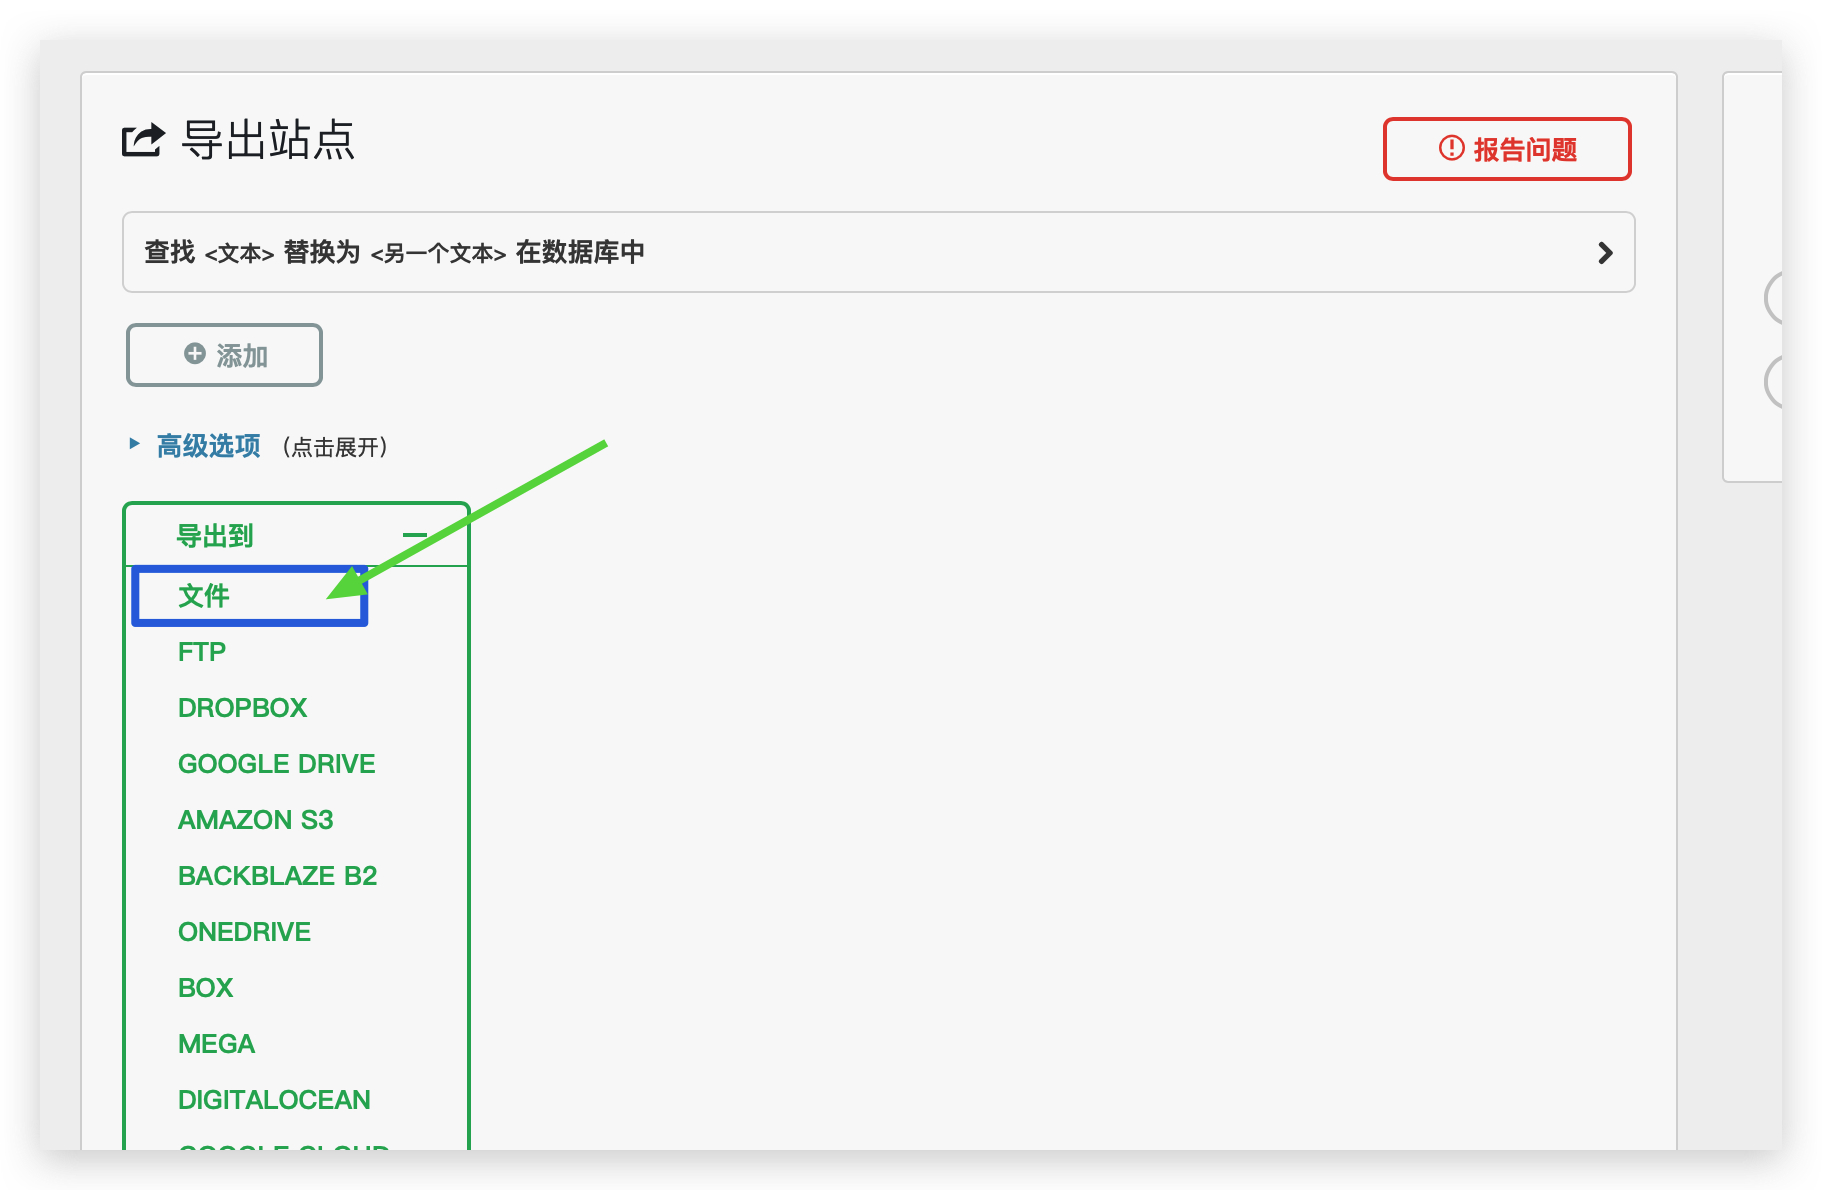 导出站点
报告问题
查找 <文本> 替换为 <另一个文本> 在数据库中
添加
高级选项 (点击展开)
导出到
文件
FTP
DROPBOX
GOOGLE DRIVE
AMAZON S3
BACKBLAZE B2
ONEDRIVE
BOX
MEGA
DIGITALOCEAN
GOOGLE CLOUD